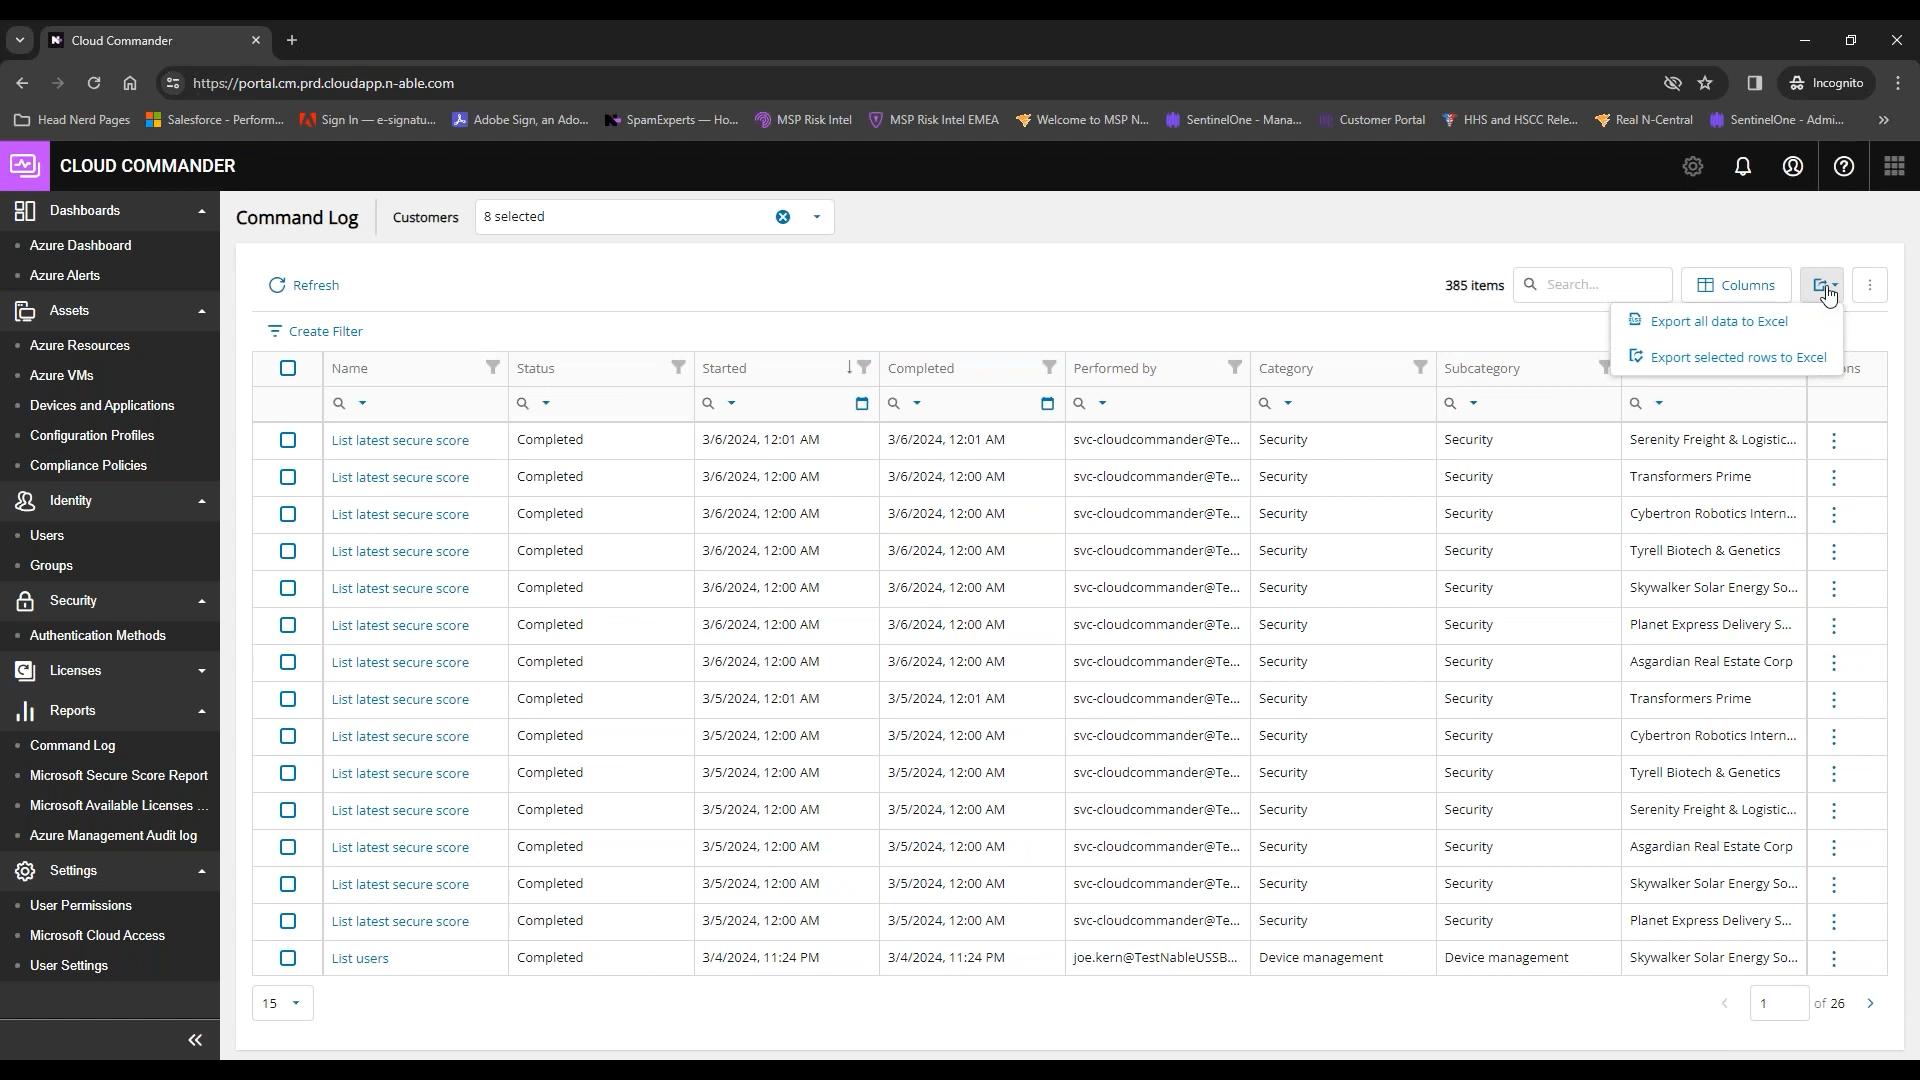 Cloud Commander
https://portal.cm.prd.cloudapp.n-able.com
Incognito
Head Nerd Pages Salesforce - Perform... Sign In — e-signatu... Adobe Sign, an Ado... SpamExperts — Ho... MSP Risk Intel MSP Risk Intel EMEA Welcome to MSP N... SentinelOne - Mana... Customer Portal HHS and HSCC Rele... Real N-Central SentinelOne - Admi...
CLOUD COMMANDER
Dashboards
Azure Dashboard
Azure Alerts
Assets
Azure Resources
Azure VMs
Devices and Applications
Configuration Profiles
Compliance Policies
Identity
Users
Groups
Security
Authentication Methods
Licenses
Reports
Command Log
Microsoft Secure Score Report
Microsoft Available Licenses ...
Azure Management Audit log
Settings
User Permissions
Microsoft Cloud Access
User Settings
Command Log Customers 8 selected
Refresh 385 items Search... Columns
Export all data to Excel
Export selected rows to Excel
Create Filter
Name Status Started Completed Performed by Category Subcategory ns
List latest secure score Completed 3/6/2024, 12:01 AM 3/6/2024, 12:01 AM svc-cloudcommander@Te... Security Security Serenity Freight & Logistic...
List latest secure score Completed 3/6/2024, 12:00 AM 3/6/2024, 12:00 AM svc-cloudcommander@Te... Security Security Transformers Prime
List latest secure score Completed 3/6/2024, 12:00 AM 3/6/2024, 12:00 AM svc-cloudcommander@Te... Security Security Cybertron Robotics Intern...
List latest secure score Completed 3/6/2024, 12:00 AM 3/6/2024, 12:00 AM svc-cloudcommander@Te... Security Security Tyrell Biotech & Genetics
List latest secure score Completed 3/6/2024, 12:00 AM 3/6/2024, 12:00 AM svc-cloudcommander@Te... Security Security Skywalker Solar Energy So...
List latest secure score Completed 3/6/2024, 12:00 AM 3/6/2024, 12:00 AM svc-cloudcommander@Te... Security Security Planet Express Delivery S...
List latest secure score Completed 3/6/2024, 12:00 AM 3/6/2024, 12:00 AM svc-cloudcommander@Te... Security Security Asgardian Real Estate Corp
List latest secure score Completed 3/5/2024, 12:01 AM 3/5/2024, 12:01 AM svc-cloudcommander@Te... Security Security Transformers Prime
List latest secure score Completed 3/5/2024, 12:00 AM 3/5/2024, 12:00 AM svc-cloudcommander@Te... Security Security Cybertron Robotics Intern...
List latest secure score Completed 3/5/2024, 12:00 AM 3/5/2024, 12:00 AM svc-cloudcommander@Te... Security Security Tyrell Biotech & Genetics
List latest secure score Completed 3/5/2024, 12:00 AM 3/5/2024, 12:00 AM svc-cloudcommander@Te... Security Security Serenity Freight & Logistic...
List latest secure score Completed 3/5/2024, 12:00 AM 3/5/2024, 12:00 AM svc-cloudcommander@Te... Security Security Asgardian Real Estate Corp
List latest secure score Completed 3/5/2024, 12:00 AM 3/5/2024, 12:00 AM svc-cloudcommander@Te... Security Security Skywalker Solar Energy So...
List latest secure score Completed 3/5/2024, 12:00 AM 3/5/2024, 12:00 AM svc-cloudcommander@Te... Security Security Planet Express Delivery S...
List users Completed 3/4/2024, 11:24 PM 3/4/2024, 11:24 PM joe.kern@TestNableUSSB... Device management Device management Skywalker Solar Energy So...
15 1 of 26